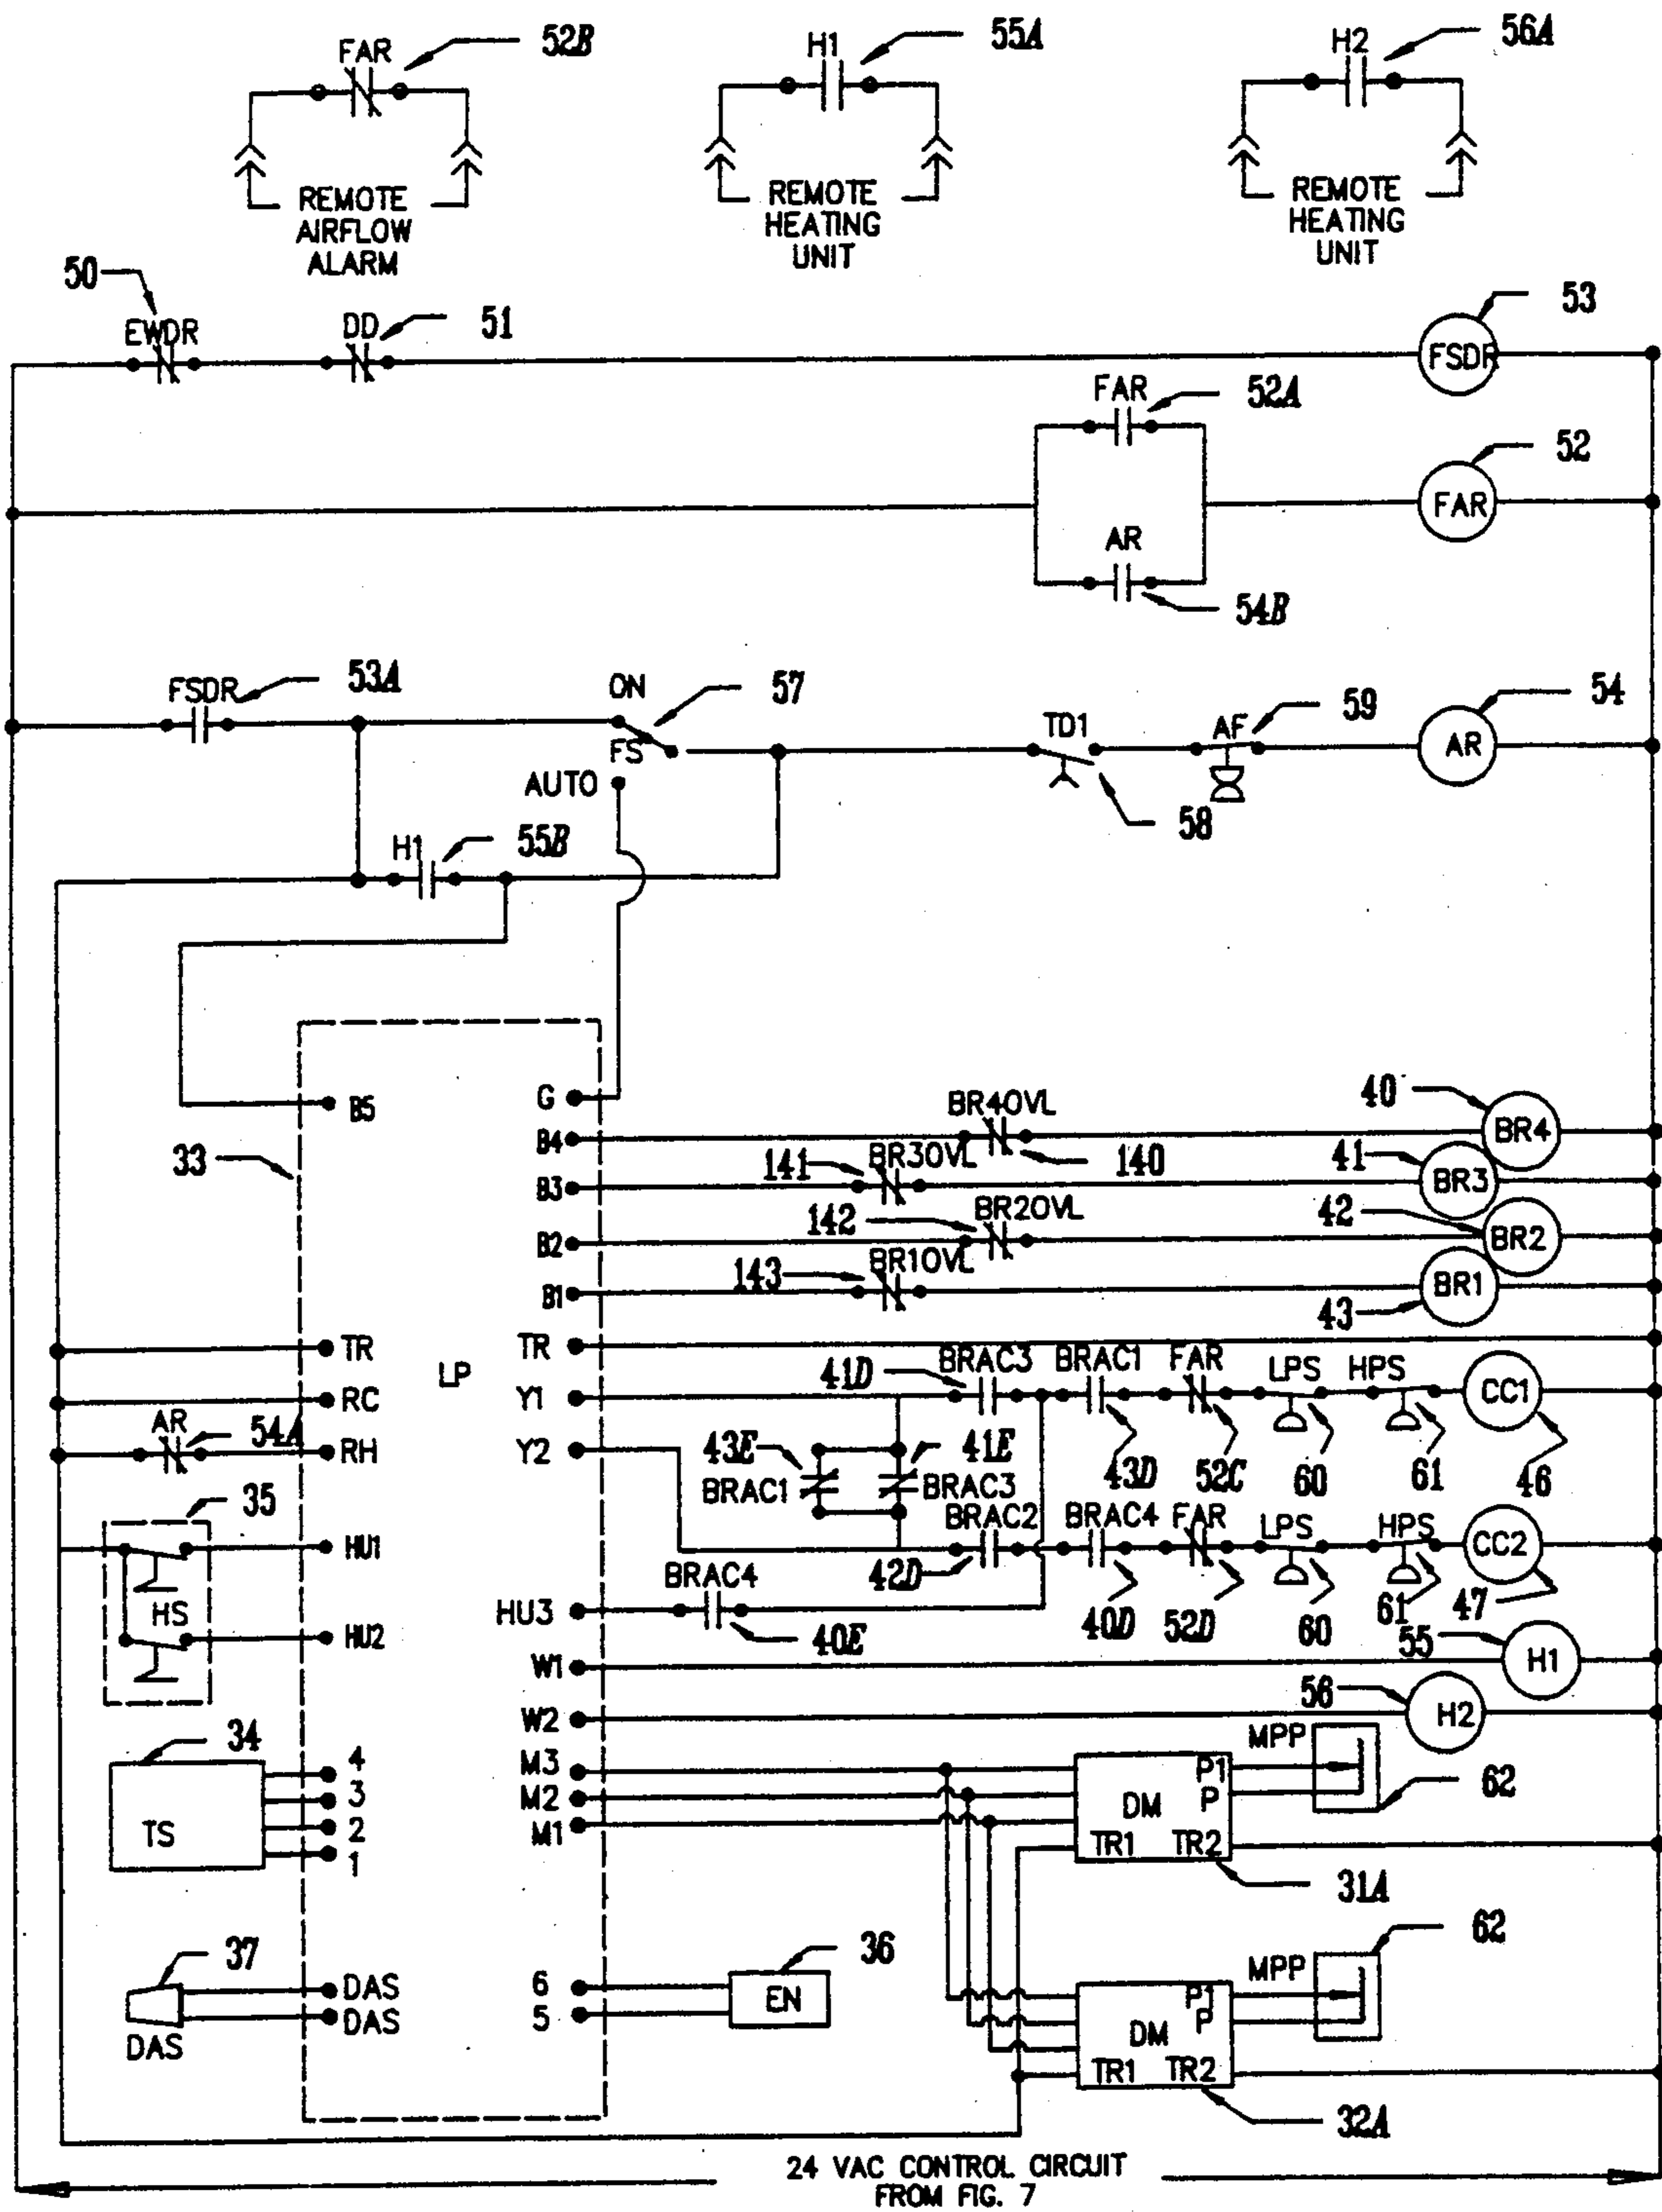 FAR
52B
H1
55A
H2
56A
REMOTE
AIRFLOW
ALARM
REMOTE
HEATING
UNIT
REMOTE
HEATING
UNIT
50
EWDR
DD
51
53
FSDR
FAR
52A
52
FAR
AR
54B
FSDR
53A
ON
57
FS
AUTO
TD1
58
AF
59
54
AR
H1
55B
33
B5
G
B4
BR4OVL
140
40
BR4
B3
141
BR3OVL
41
BR3
B2
142
BR2OVL
42
BR2
B1
143
BR1OVL
43
BR1
TR
LP
TR
RC
Y1
41D
BRAC3
BRAC1
FAR
LPS
HPS
CC1
AR
54A
RH
Y2
43E
BRAC1
41E
BRAC3
43D
52C
60
61
46
35
HS
HU1
HU2
BRAC2
BRAC4
FAR
LPS
HPS
CC2
42D
40D
52D
60
61
47
BRAC4
HU3
40E
W1
55
H1
W2
56
H2
34
TS
4
3
2
1
M3
M2
M1
DM
P1
P
TR1
TR2
MPP
62
31A
37
DAS
DAS
DAS
6
5
36
EN
DM
P1
P
TR1
TR2
MPP
62
32A
24 VAC CONTROL CIRCUIT
FROM FIG. 7